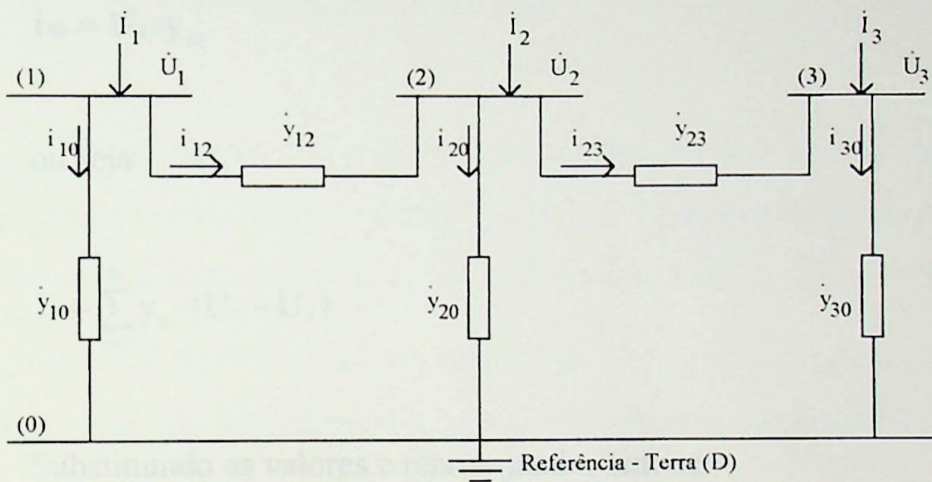 İ₁ İ₂ İ₃
(1) U̇₁ (2) U̇₂ (3) U̇₃
i₁₀ i₁₂ ẏ₁₂ i₂₀ i₂₃ ẏ₂₃ i₃₀
ẏ₁₀ ẏ₂₀ ẏ₃₀
(0)
Referência - Terra (D)